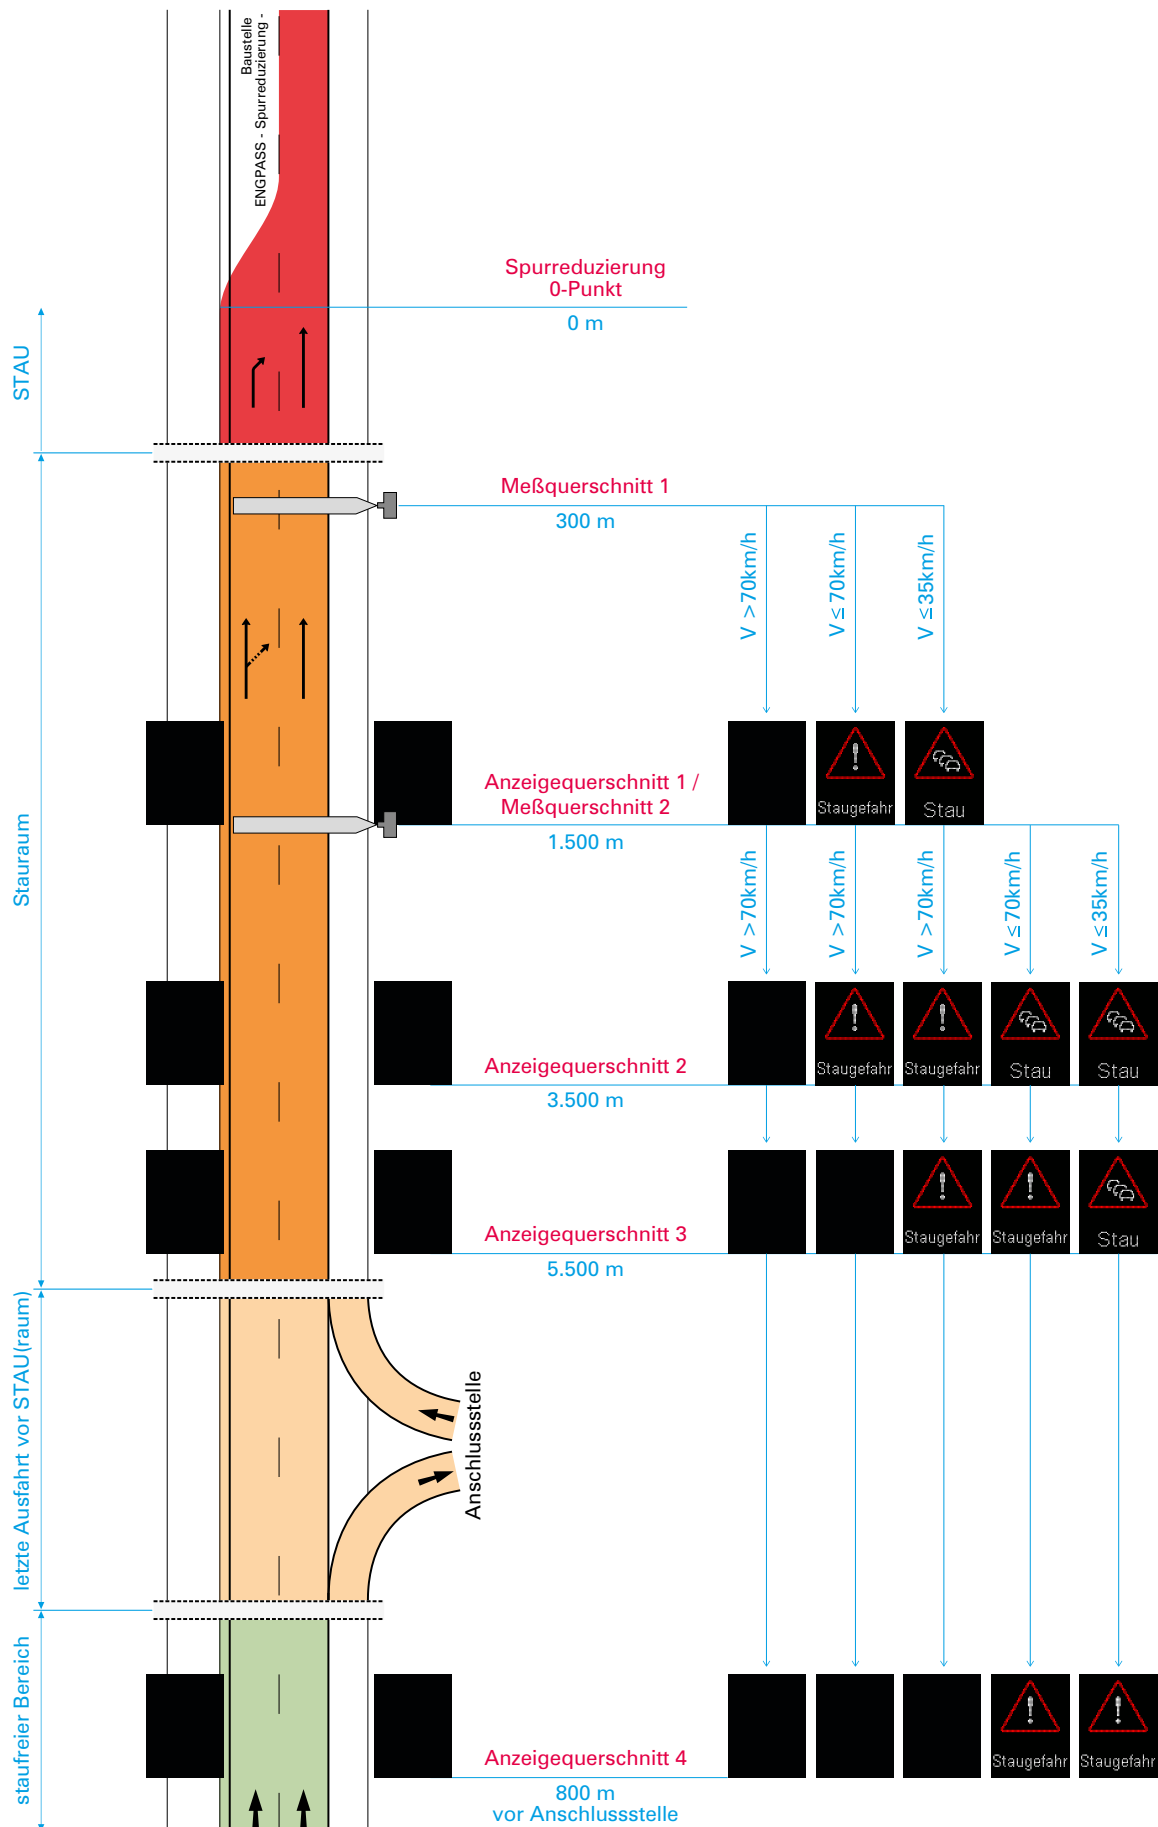 Baustelle
ENGPASS - Spurreduzierung -
Spurreduzierung
0-Punkt
0 m
STAU
Meßquerschnitt 1
300 m
V >70km/h
V ≤70km/h
V ≤35km/h
Staugefahr
Stau
Anzeigequerschnitt 1 /
Meßquerschnitt 2
1.500 m
Stauraum
V >70km/h
V >70km/h
V >70km/h
V ≤70km/h
V ≤35km/h
Staugefahr
Staugefahr
Stau
Stau
Anzeigequerschnitt 2
3.500 m
Staugefahr
Staugefahr
Stau
Anzeigequerschnitt 3
5.500 m
letzte Ausfahrt vor STAU(raum)
Anschlussstelle
staufreier Bereich
Staugefahr
Staugefahr
Anzeigequerschnitt 4
800 m
vor Anschlussstelle